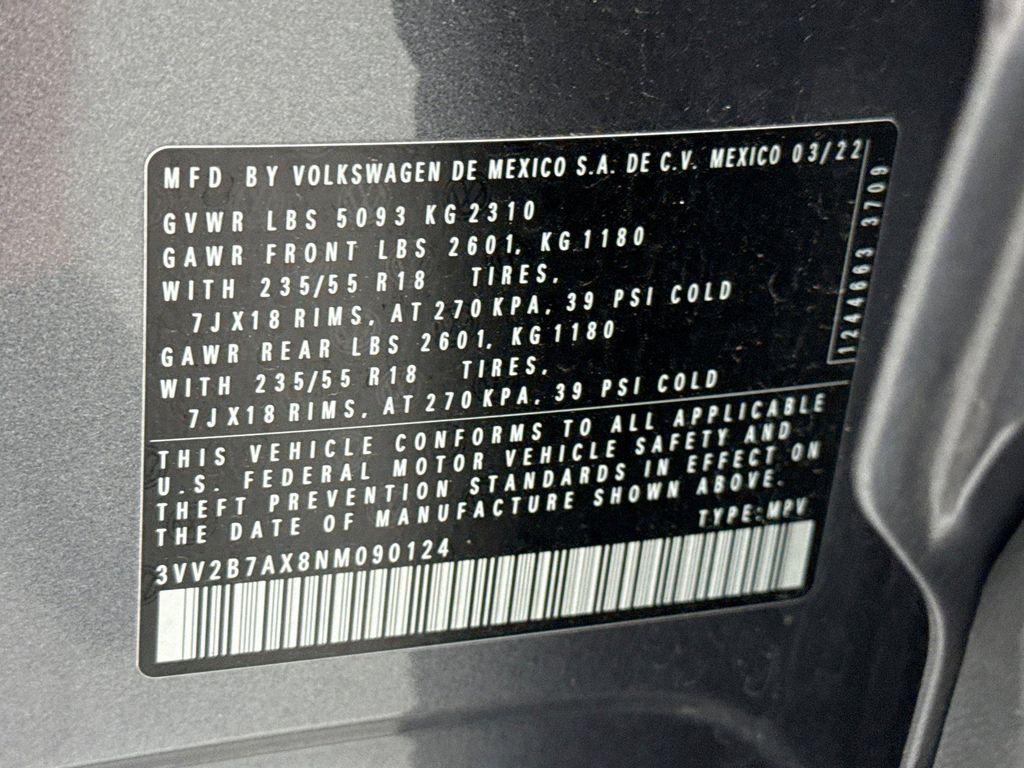 MFD BY VOLKSWAGEN DE MEXICO S.A. DE C.V. MEXICO 03/22
GVWR LBS 5093 KG 2310
GAWR FRONT LBS 2601, KG 1180
WITH 235/55 R18 TIRES,
7JX18 RIMS, AT 270 KPA, 39 PSI COLD
GAWR REAR LBS 2601, KG 1180
WITH 235/55 R18 TIRES,
7JX18 RIMS, AT 270 KPA, 39 PSI COLD
1244663 3709
THIS VEHICLE CONFORMS TO ALL APPLICABLE
U.S. FEDERAL MOTOR VEHICLE SAFETY AND
THEFT PREVENTION STANDARDS IN EFFECT ON
THE DATE OF MANUFACTURE SHOWN ABOVE.
TYPE: MPV
3VV2B7AX8NM090124